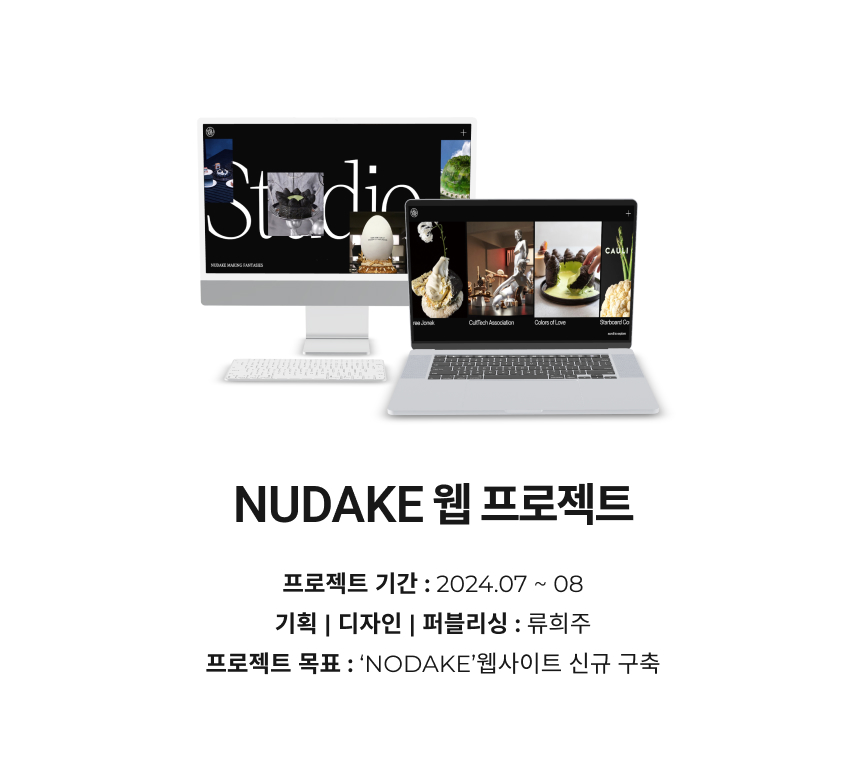 Studio
NUDAKE MAKING FANTASIES
CAULI
ree Jonek
CultTech Association
Colors of Love
Starboard Co
NUDAKE 웹 프로젝트
프로젝트 기간 : 2024.07 ~ 08
기획 | 디자인 | 퍼블리싱 : 류희주
프로젝트 목표 : ‘NODAKE’웹사이트 신규 구축